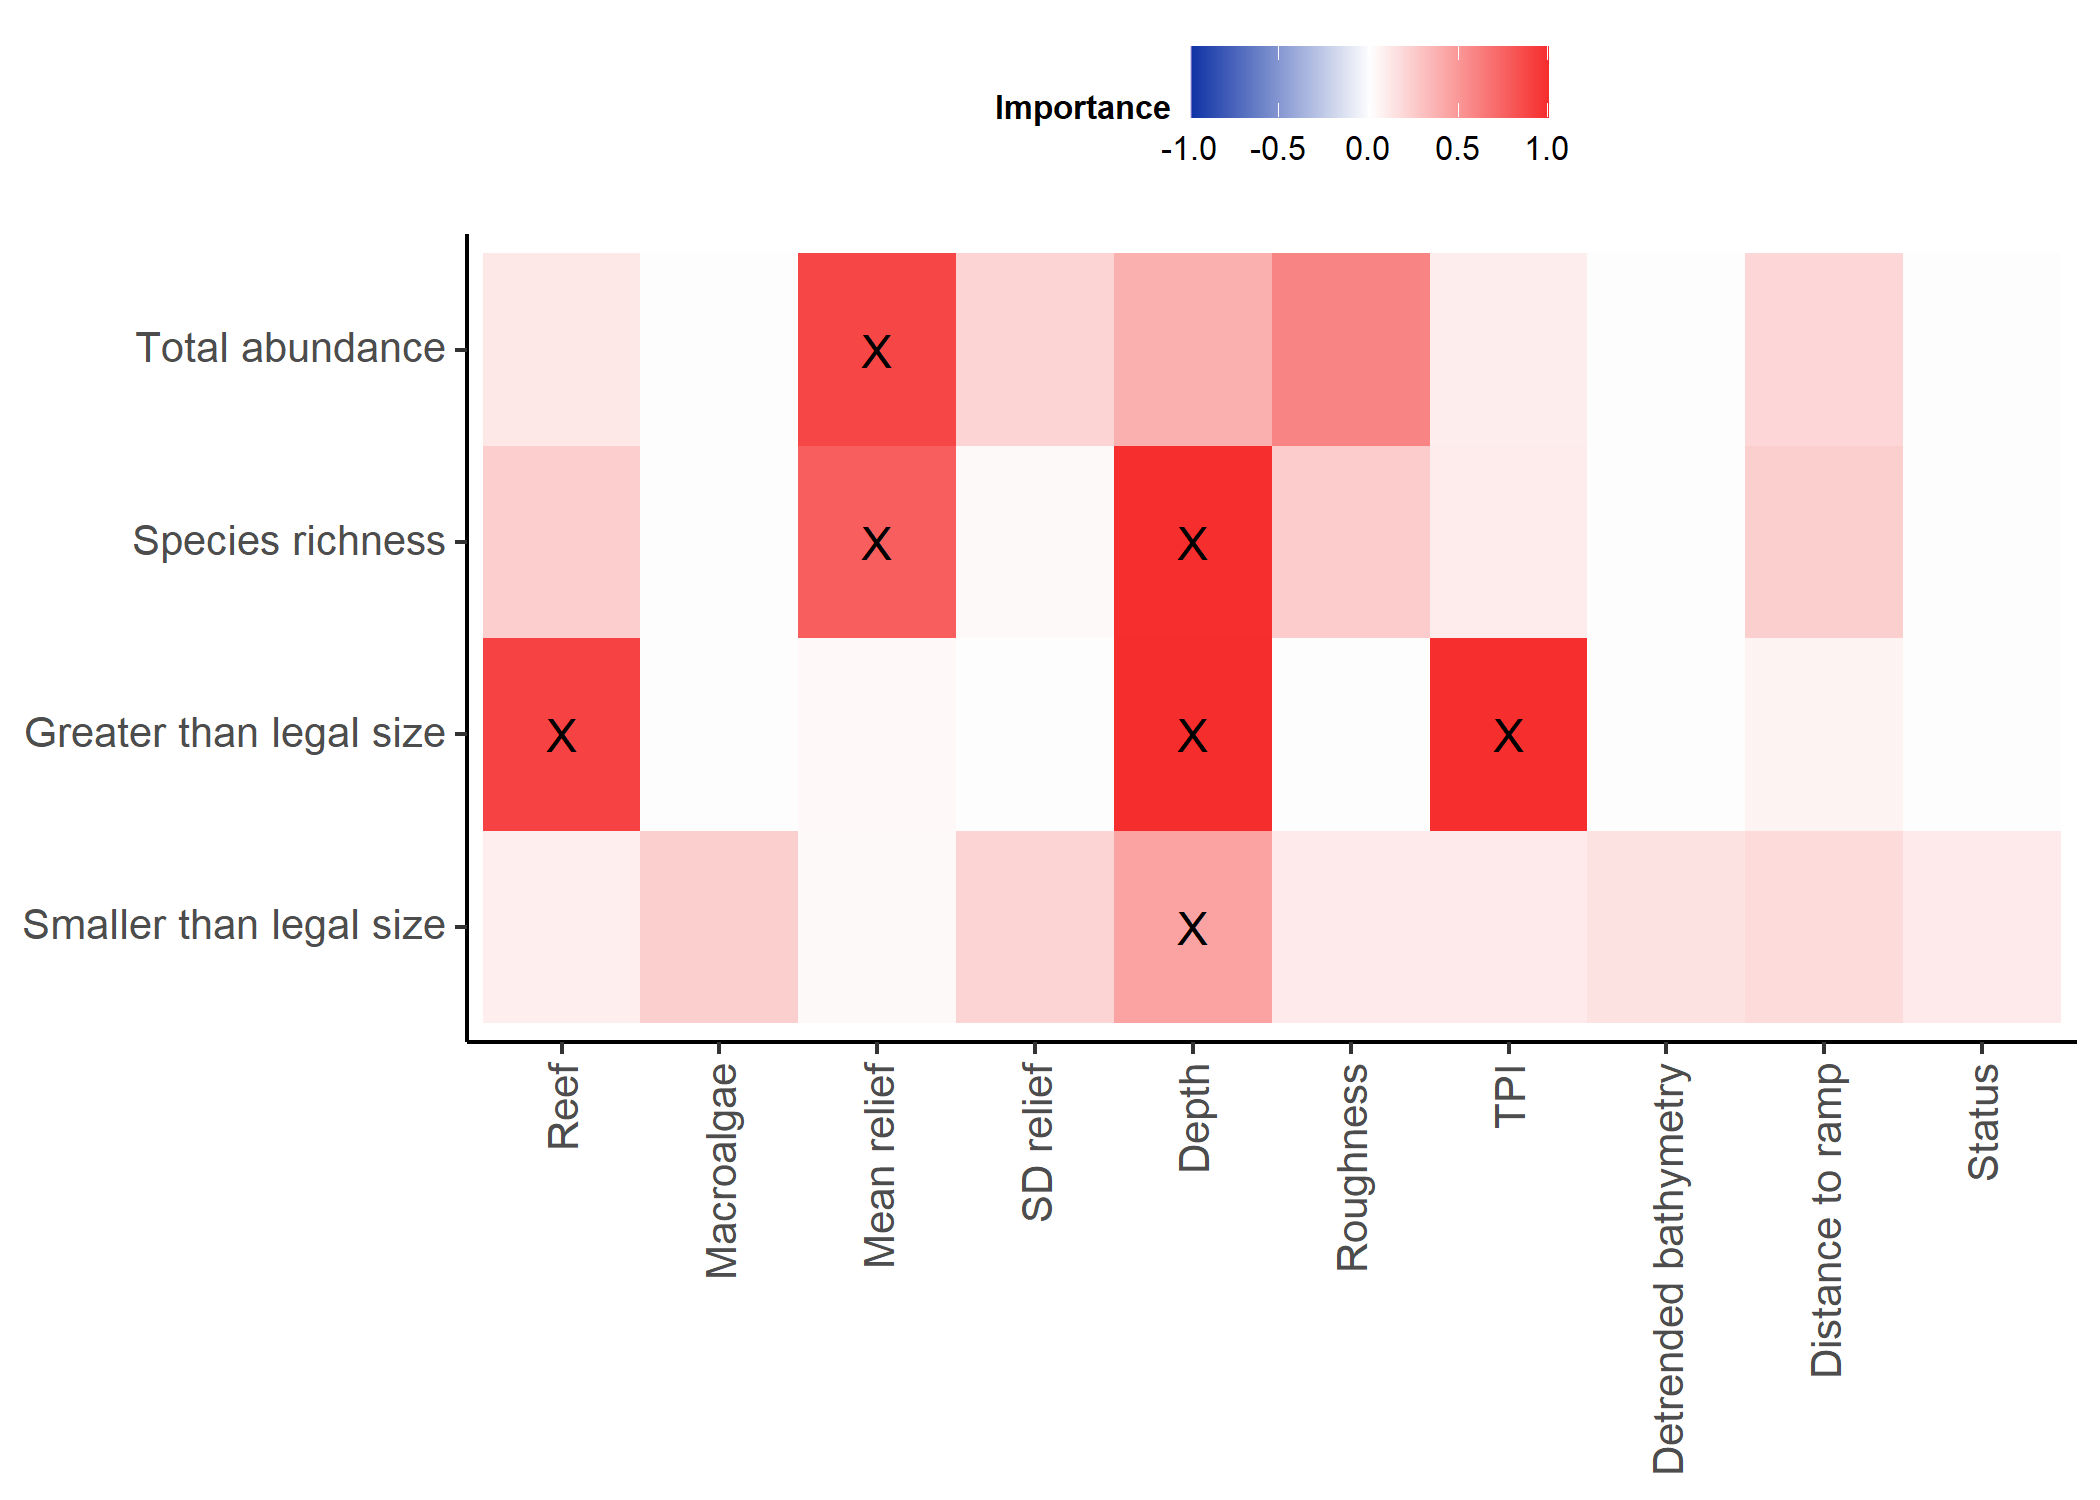 Importance
-1.0 -0.5 0.0 0.5 1.0
Total abundance
X
Species richness
X X
Greater than legal size
X X X
Smaller than legal size
X
Reef
Macroalgae
Mean relief
SD relief
Depth
Roughness
TPI
Detrended bathymetry
Distance to ramp
Status